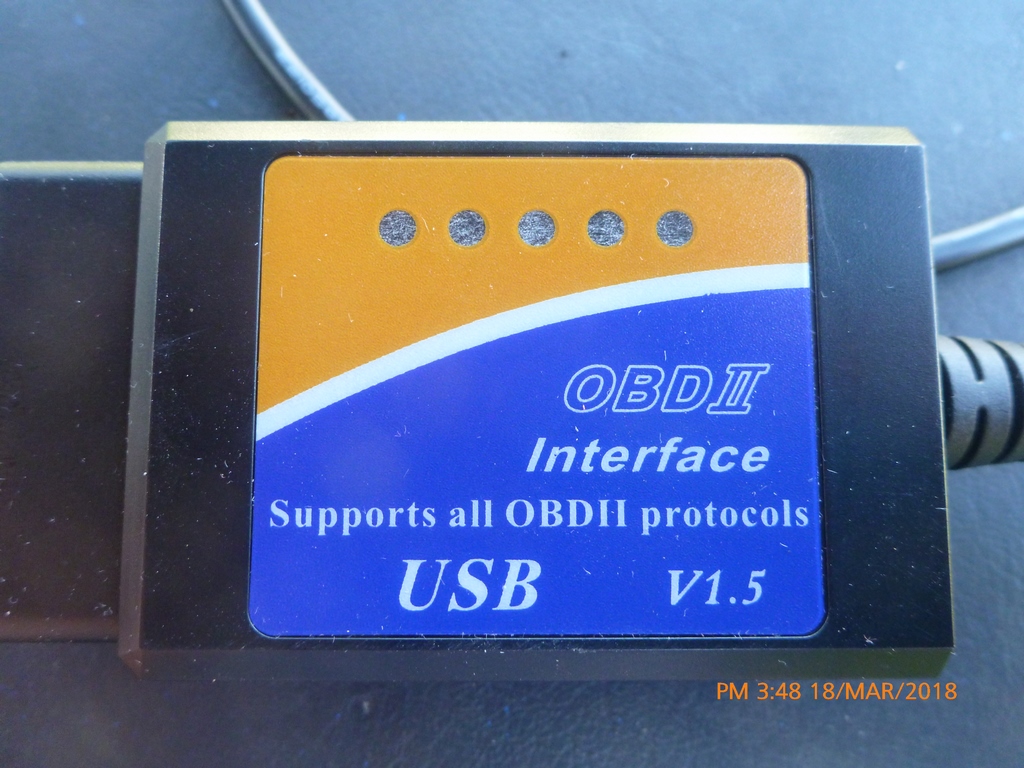 OBDII
Interface
Supports all OBDII protocols
USB V1.5
PM 3:48 18/MAR/2018